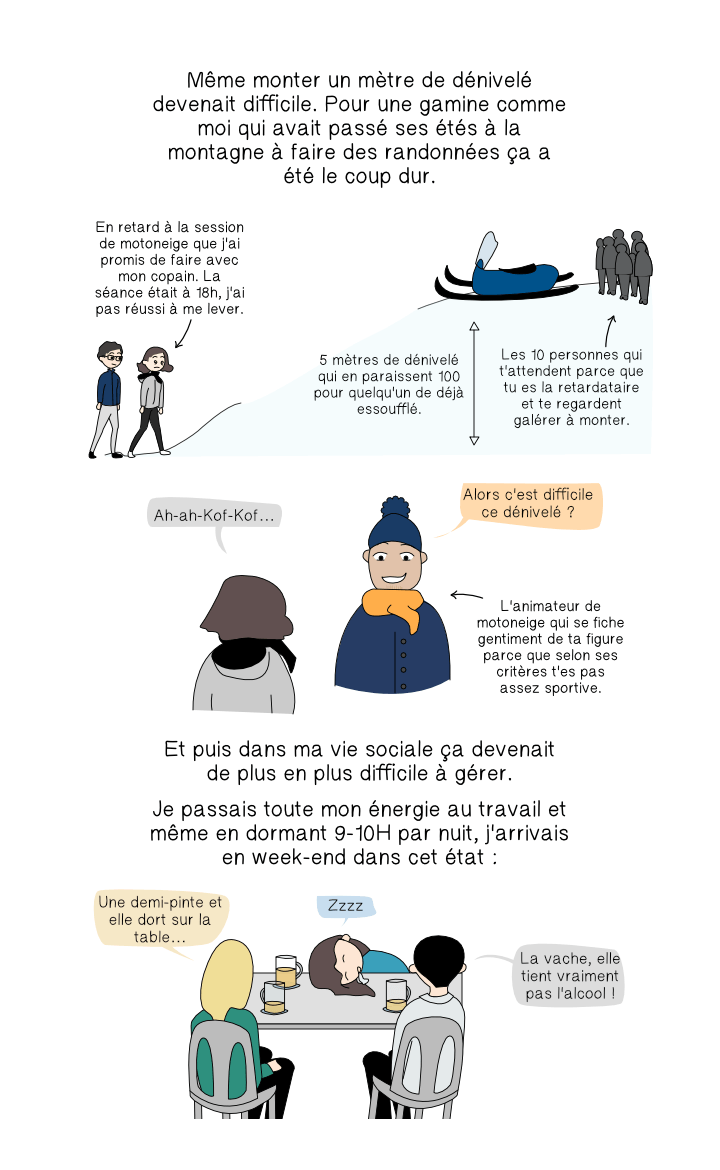 Même monter un mètre de dénivelé
devenait difficile. Pour une gamine comme
moi qui avait passé ses étés à la
montagne à faire des randonnées ça a
été le coup dur.
En retard à la session
de motoneige que j'ai
promis de faire avec
mon copain. La
séance était à 18h, j'ai
pas réussi à me lever.
5 mètres de dénivelé
qui en paraissent 100
pour quelqu'un de déjà
essoufflé.
Les 10 personnes qui
t'attendent parce que
tu es la retardataire
et te regardent
galérer à monter.
Ah-ah-Kof-Kof...
Alors c'est difficile
ce dénivelé ?
L'animateur de
motoneige qui se fiche
gentiment de ta figure
parce que selon ses
critères t'es pas
assez sportive.
Et puis dans ma vie sociale ça devenait
de plus en plus difficile à gérer.
Je passais toute mon énergie au travail et
même en dormant 9-10H par nuit, j'arrivais
en week-end dans cet état :
Une demi-pinte et
elle dort sur la
table...
Zzzz
La vache, elle
tient vraiment
pas l'alcool !